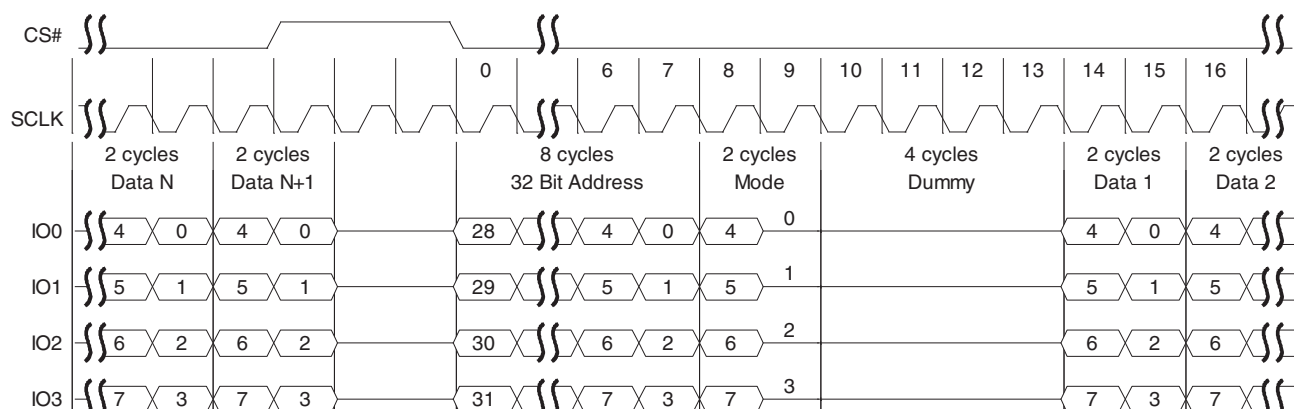 CS#
0 6 7 8 9 10 11 12 13 14 15 16
SCLK
2 cycles 2 cycles 8 cycles 2 cycles 4 cycles 2 cycles 2 cycles
Data N Data N+1 32 Bit Address Mode Dummy Data 1 Data 2
IO0 4 0 4 0 28 4 0 4 0 4 0 4
IO1 5 1 5 1 29 5 1 5 1 5 1 5
IO2 6 2 6 2 30 6 2 6 2 6 2 6
IO3 7 3 7 3 31 7 3 7 3 7 3 7